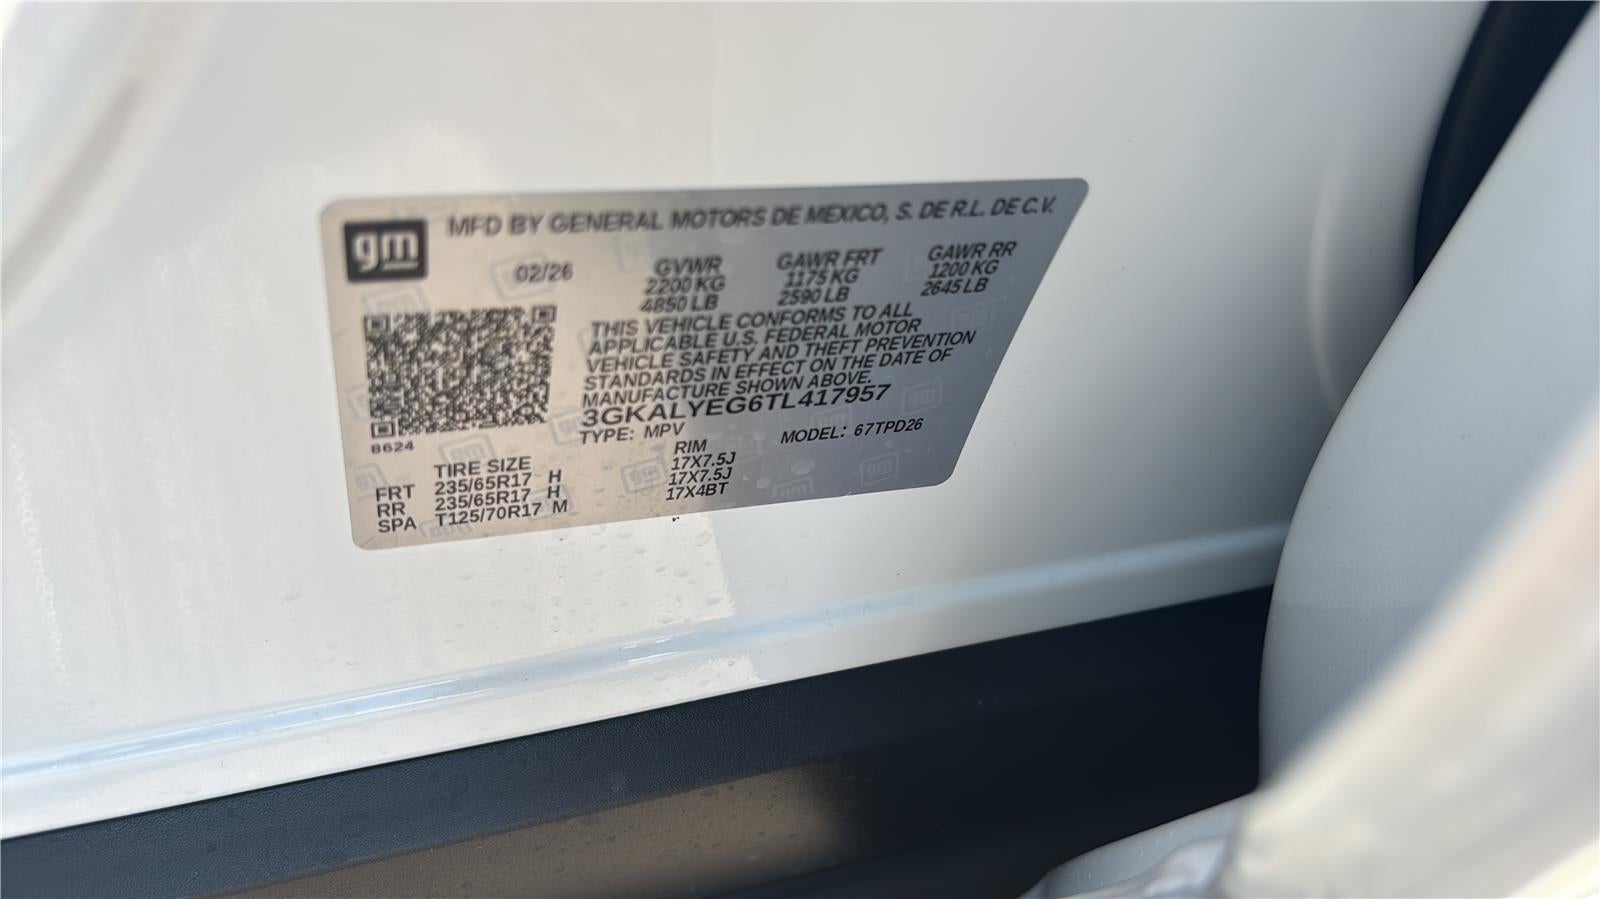 gm
MFD BY GENERAL MOTORS DE MEXICO, S. DE R.L. DE C.V.
02/26 GVWR GAWR FRT GAWR RR
2200 KG 1175 KG 1200 KG
4850 LB 2590 LB 2645 LB
THIS VEHICLE CONFORMS TO ALL
APPLICABLE U.S. FEDERAL MOTOR
VEHICLE SAFETY AND THEFT PREVENTION
STANDARDS IN EFFECT ON THE DATE OF
MANUFACTURE SHOWN ABOVE.
3GKALYEG6TL417957
TYPE: MPV MODEL: 67TPD26
8624
TIRE SIZE RIM
FRT 235/65R17 H 17X7.5J
RR 235/65R17 H 17X7.5J
SPA T125/70R17 M 17X4BT